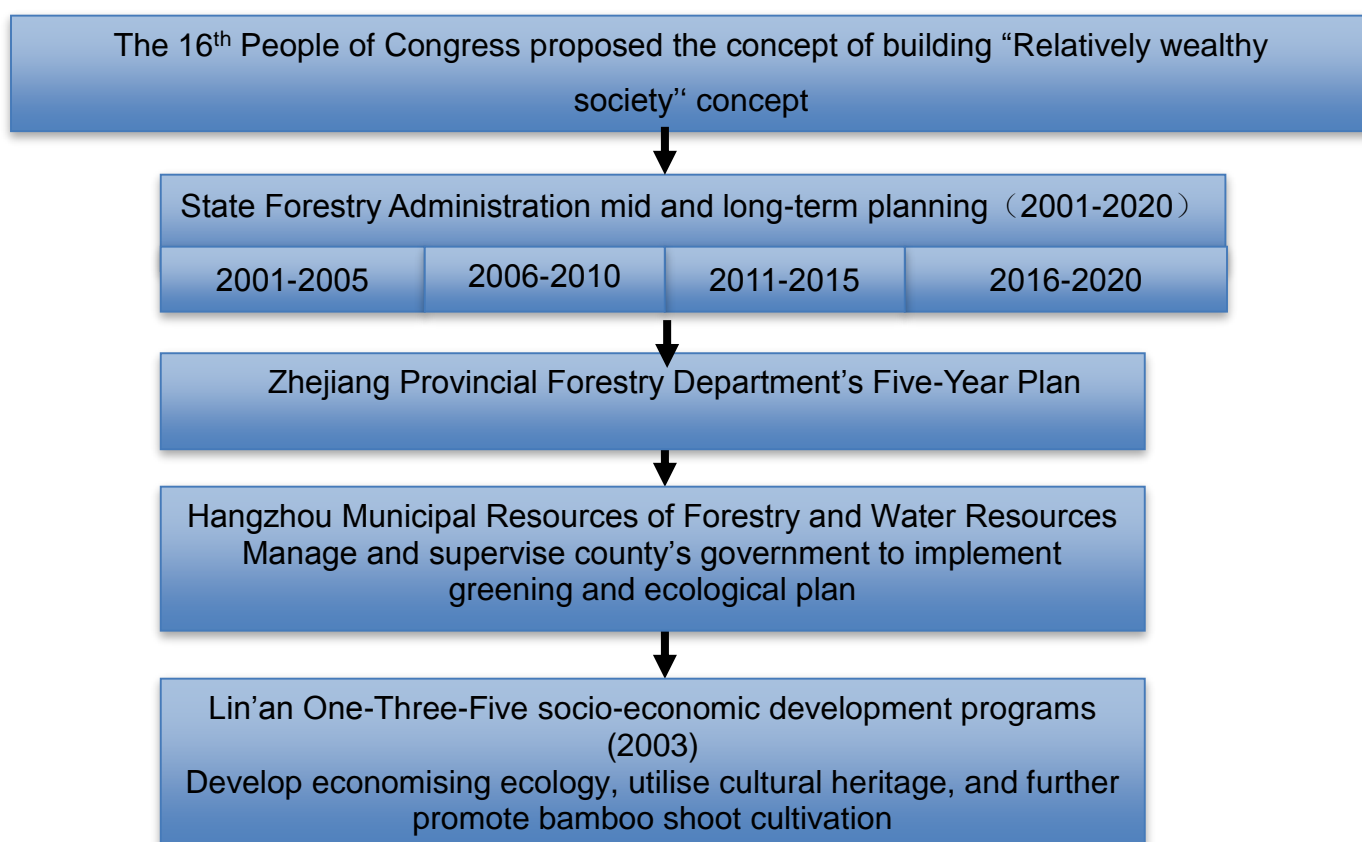 The 16th People of Congress proposed the concept of building “Relatively wealthy
society‘‘ concept
State Forestry Administration mid and long-term planning（2001-2020）
2001-2005 2006-2010 2011-2015 2016-2020
Zhejiang Provincial Forestry Department’s Five-Year Plan
Hangzhou Municipal Resources of Forestry and Water Resources
Manage and supervise county’s government to implement
greening and ecological plan
Lin’an One-Three-Five socio-economic development programs
(2003)
Develop economising ecology, utilise cultural heritage, and further
promote bamboo shoot cultivation